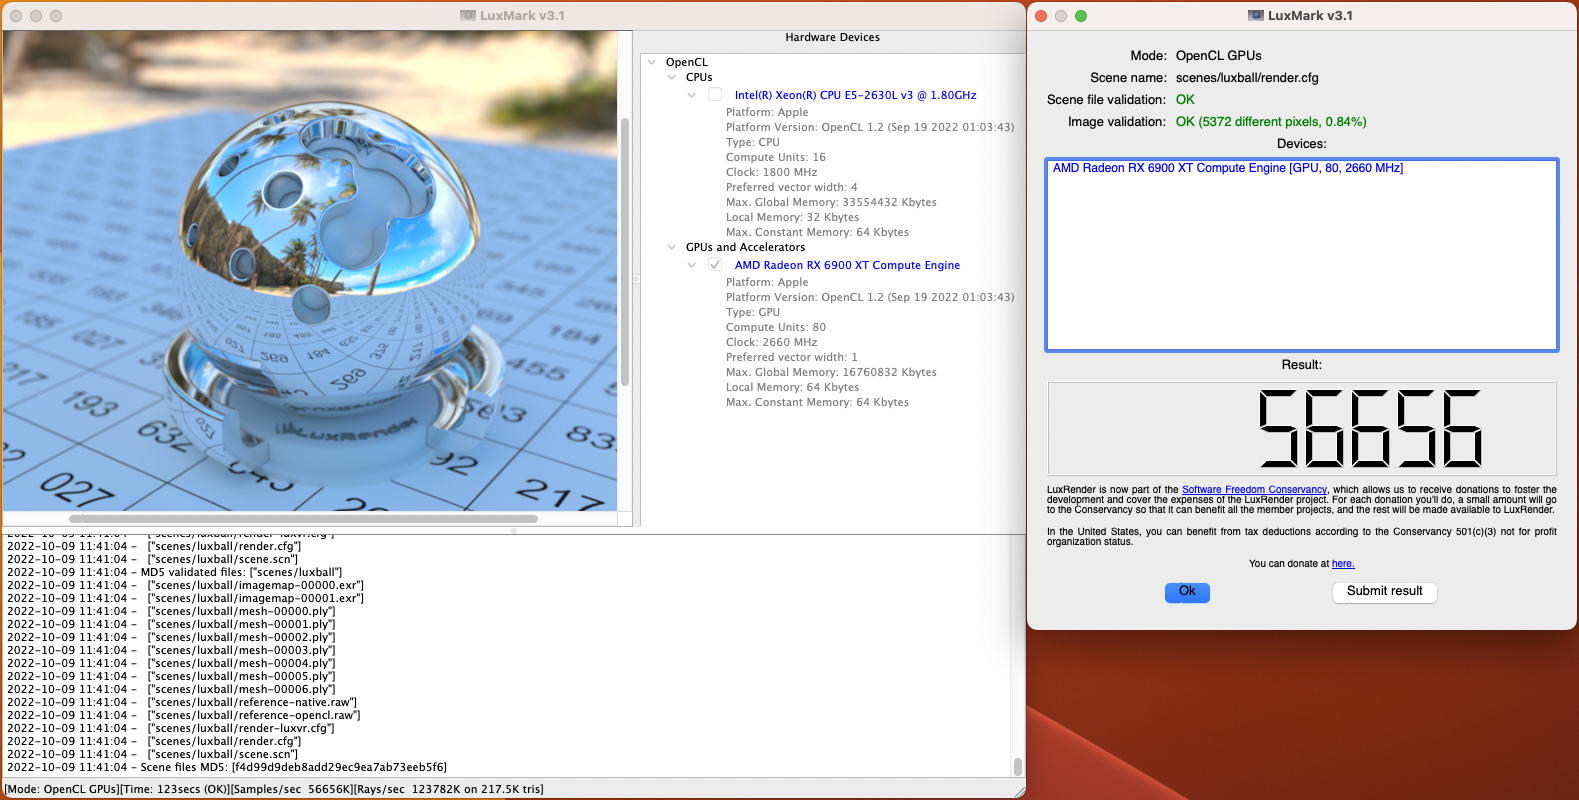 LuxMark v3.1
Hardware Devices
OpenCL
CPUs
Intel(R) Xeon(R) CPU E5-2630L v3 @ 1.80GHz
Platform: Apple
Platform Version: OpenCL 1.2 (Sep 19 2022 01:03:43)
Type: CPU
Compute Units: 16
Clock: 1800 MHz
Preferred vector width: 4
Max. Global Memory: 33554432 Kbytes
Local Memory: 32 Kbytes
Max. Constant Memory: 64 Kbytes
GPUs and Accelerators
AMD Radeon RX 6900 XT Compute Engine
Platform: Apple
Platform Version: OpenCL 1.2 (Sep 19 2022 01:03:43)
Type: GPU
Compute Units: 80
Clock: 2660 MHz
Preferred vector width: 1
Max. Global Memory: 16760832 Kbytes
Local Memory: 64 Kbytes
Max. Constant Memory: 64 Kbytes
545
184
102
193
563
027
92
217
LuxRender
2022-10-09 11:41:04 - ["scenes/luxball/render-luxvr.cfg"]
2022-10-09 11:41:04 - ["scenes/luxball/render.cfg"]
2022-10-09 11:41:04 - ["scenes/luxball/scene.scn"]
2022-10-09 11:41:04 - MD5 validated files: ["scenes/luxball"]
2022-10-09 11:41:04 - ["scenes/luxball/imagemap-00000.exr"]
2022-10-09 11:41:04 - ["scenes/luxball/imagemap-00001.exr"]
2022-10-09 11:41:04 - ["scenes/luxball/mesh-00000.ply"]
2022-10-09 11:41:04 - ["scenes/luxball/mesh-00001.ply"]
2022-10-09 11:41:04 - ["scenes/luxball/mesh-00002.ply"]
2022-10-09 11:41:04 - ["scenes/luxball/mesh-00003.ply"]
2022-10-09 11:41:04 - ["scenes/luxball/mesh-00004.ply"]
2022-10-09 11:41:04 - ["scenes/luxball/mesh-00005.ply"]
2022-10-09 11:41:04 - ["scenes/luxball/mesh-00006.ply"]
2022-10-09 11:41:04 - ["scenes/luxball/reference-native.raw"]
2022-10-09 11:41:04 - ["scenes/luxball/reference-opencl.raw"]
2022-10-09 11:41:04 - ["scenes/luxball/render-luxvr.cfg"]
2022-10-09 11:41:04 - ["scenes/luxball/render.cfg"]
2022-10-09 11:41:04 - ["scenes/luxball/scene.scn"]
2022-10-09 11:41:04 - Scene files MD5: [f4d99d9deb8add29ec9ea7ab73eeb5f6]
[Mode: OpenCL GPUs][Time: 123secs (OK)][Samples/sec 56656K][Rays/sec 123782K on 217.5K tris]
LuxMark v3.1
Mode: OpenCL GPUs
Scene name: scenes/luxball/render.cfg
Scene file validation: OK
Image validation: OK (5372 different pixels, 0.84%)
Devices:
AMD Radeon RX 6900 XT Compute Engine [GPU, 80, 2660 MHz]
Result:
56656
LuxRender is now part of the Software Freedom Conservancy, which allows us to receive donations to foster the
development and cover the expenses of the LuxRender project. For each donation you'll do, a small amount will go
to the Conservancy so that it can benefit all the member projects, and the rest will be made available to LuxRender.
In the United States, you can benefit from tax deductions according to the Conservancy 501(c)(3) not for profit
organization status.
You can donate at here.
Ok
Submit result